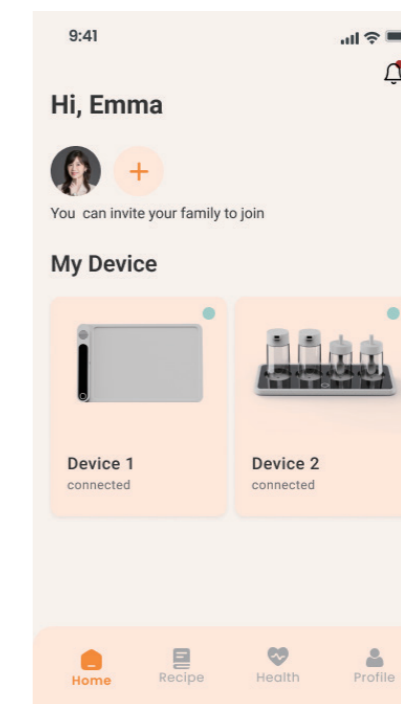 9:41
Hi, Emma
You can invite your family to join
My Device
Device 1
connected
Device 2
connected
Home
Recipe
Health
Profile